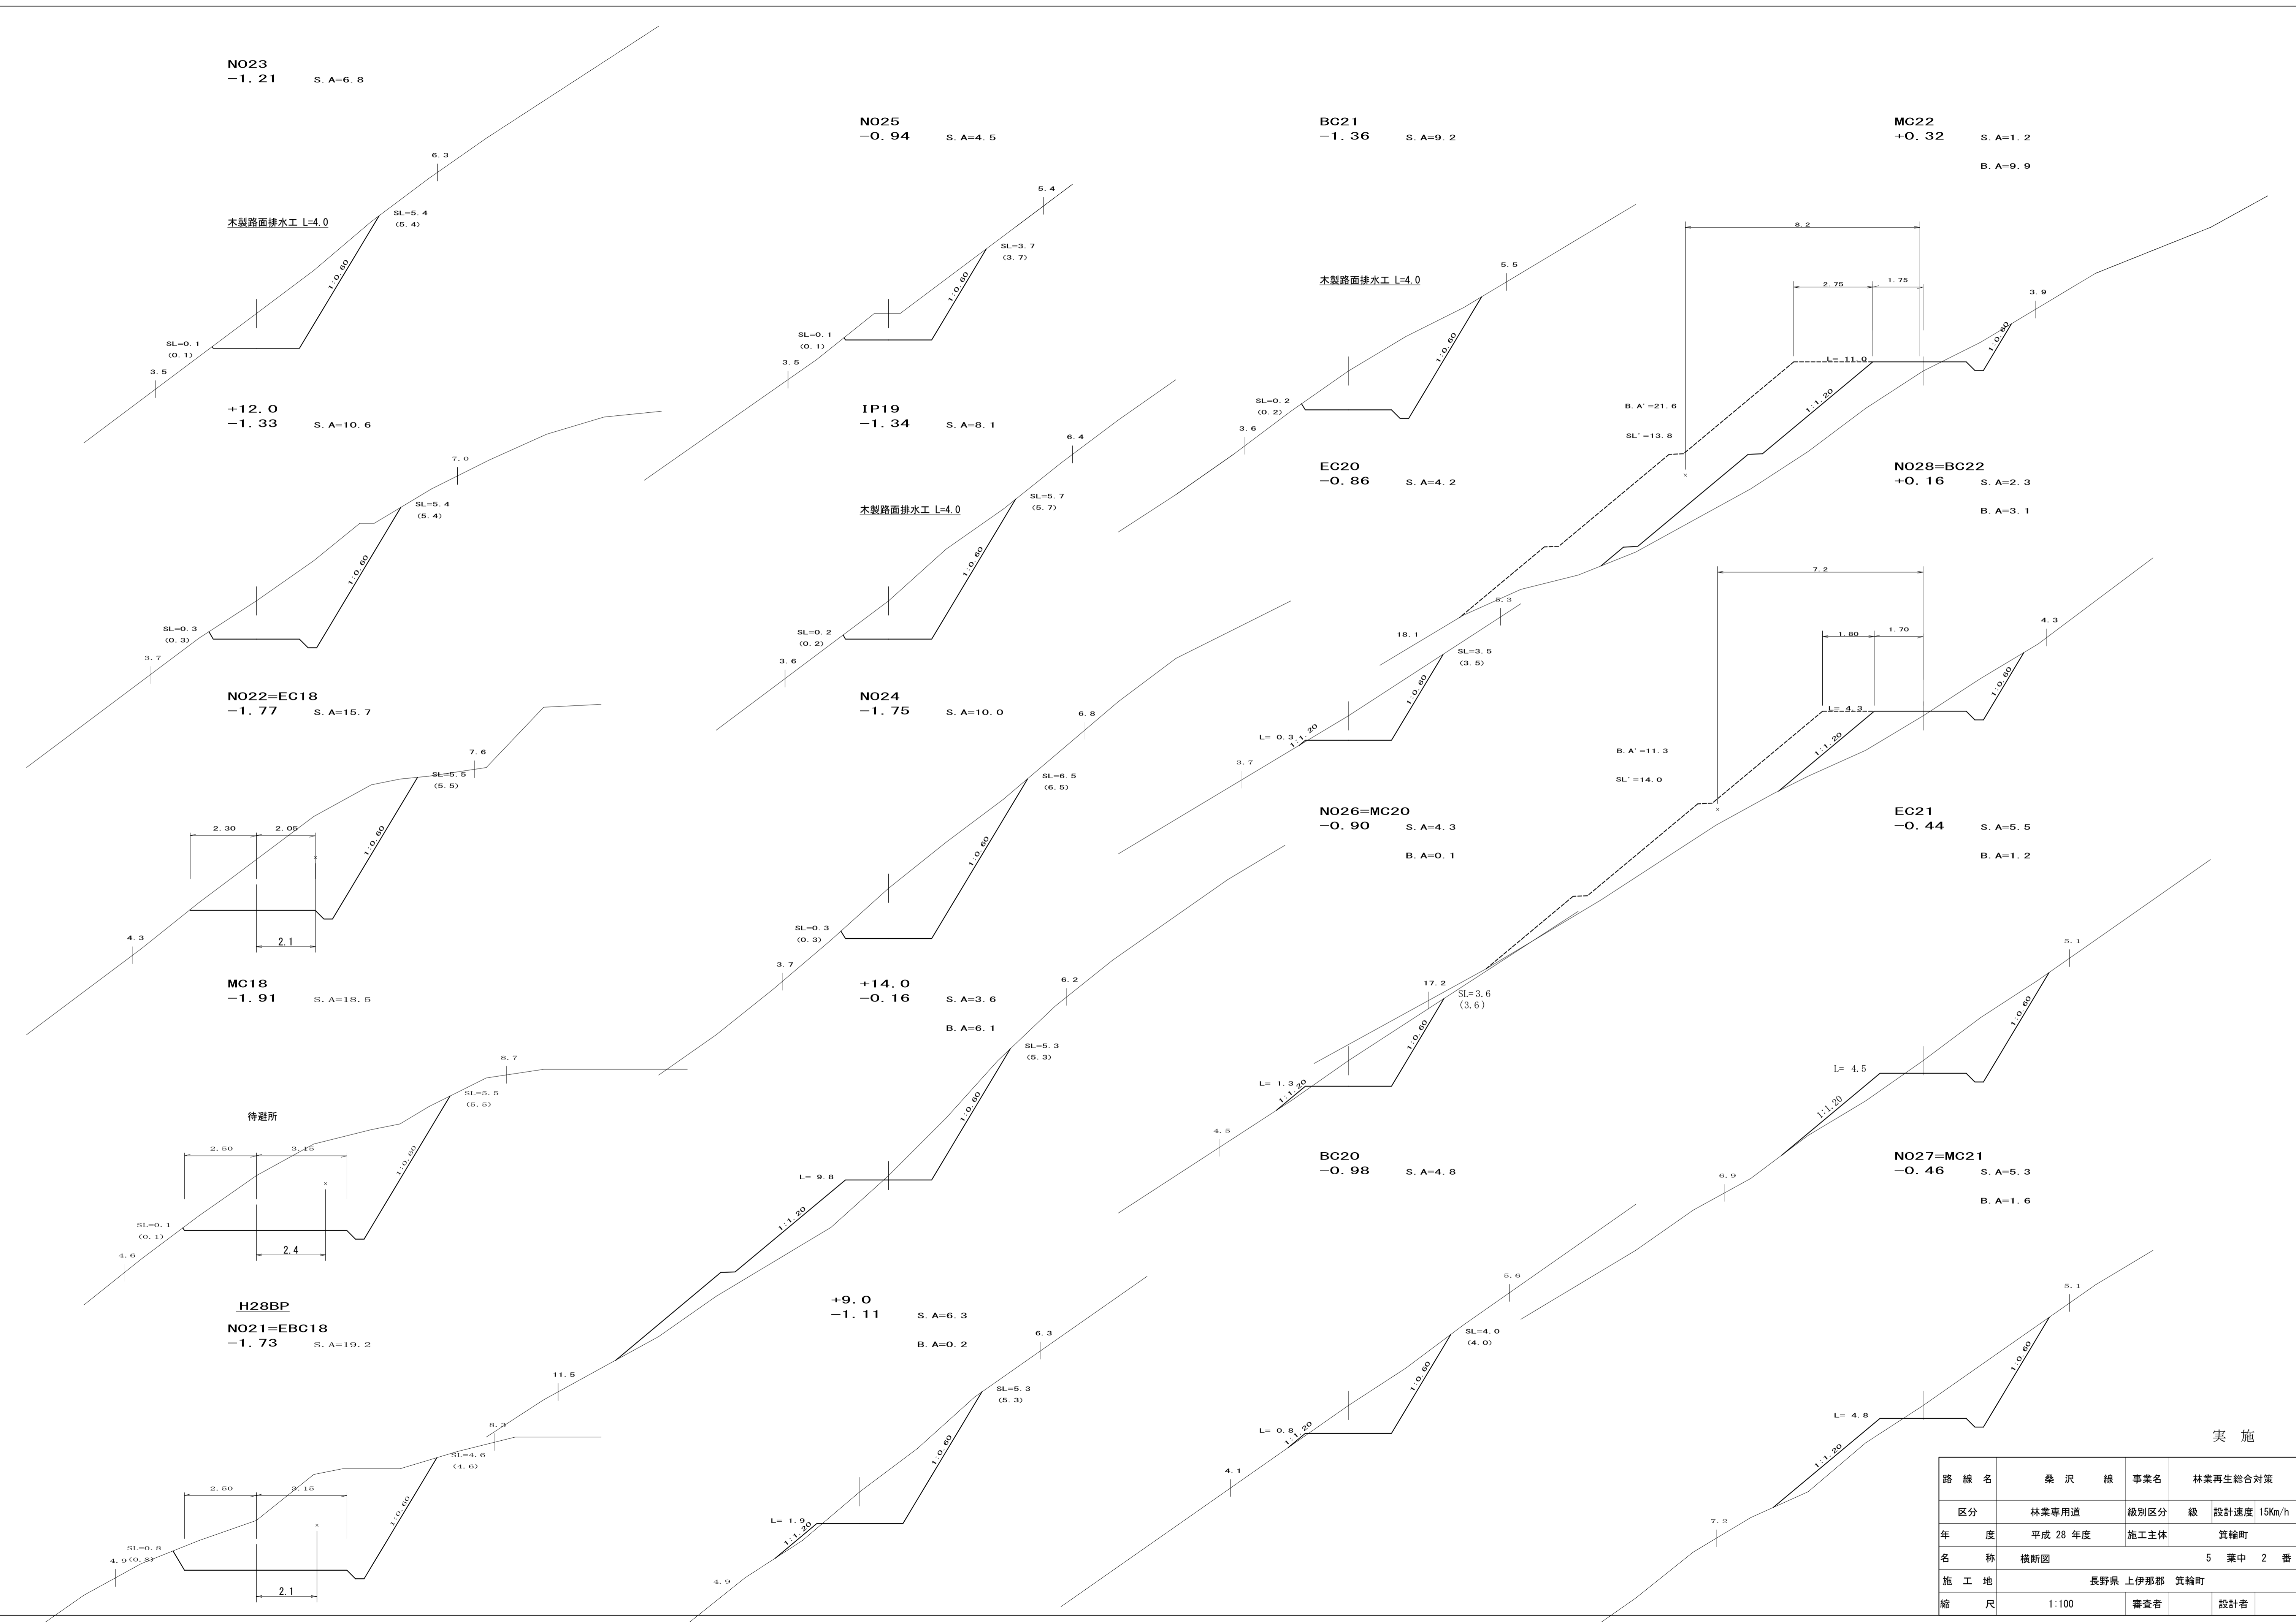 NO23
-1.21 S.A=6.8
6.3
木製路面排水工 L=4.0
SL=5.4
(5.4)
1:0.60
SL=0.1
(0.1)
3.5
+12.0
-1.33 S.A=10.6
7.0
SL=5.4
(5.4)
1:0.60
SL=0.3
(0.3)
3.7
NO22=EC18
-1.77 S.A=15.7
7.6
SL=5.5
(5.5)
2.30 2.05
1:0.60
4.3
2.1
MC18
-1.91 S.A=18.5
8.7
待避所
SL=5.5
(5.5)
2.50 3.15
1:0.60
SL=0.1
(0.1)
4.6
2.4
H28BP
NO21=EBC18
-1.73 S.A=19.2
8.3
SL=4.6
(4.6)
2.50 3.15
1:0.60
SL=0.8
4.9 (0.8)
2.1
NO25
-0.94 S.A=4.5
5.4
SL=3.7
(3.7)
1:0.60
SL=0.1
(0.1)
3.5
IP19
-1.34 S.A=8.1
6.4
木製路面排水工 L=4.0
SL=5.7
(5.7)
1:0.60
SL=0.2
(0.2)
3.6
NO24
-1.75 S.A=10.0
6.8
SL=6.5
(6.5)
1:0.60
SL=0.3
(0.3)
3.7
+14.0
-0.16 S.A=3.6
B.A=6.1
6.2
SL=5.3
(5.3)
1:0.60
L= 9.8
1:1.20
11.5
+9.0
-1.11 S.A=6.3
B.A=0.2
6.3
SL=5.3
(5.3)
1:0.60
L= 1.9
1:1.20
4.9
BC21
-1.36 S.A=9.2
5.5
木製路面排水工 L=4.0
1:0.60
SL=0.2
(0.2)
3.6
EC20
-0.86 S.A=4.2
5.3
SL=3.5
(3.5)
1:0.60
L= 0.3
1:1.20
3.7
NO26=MC20
-0.90 S.A=4.3
B.A=0.1
SL=3.6
(3.6)
1:0.60
L= 1.3
1:1.20
4.5
BC20
-0.98 S.A=4.8
5.6
SL=4.0
(4.0)
1:0.60
L= 0.8
1:1.20
4.1
MC22
+0.32 S.A=1.2
B.A=9.9
8.2
2.75 1.75
3.9
1:0.60
L= 11.0
1:1.20
B.A'=21.6
SL'=13.8
18.1
NO28=BC22
+0.16 S.A=2.3
B.A=3.1
7.2
1.80 1.70
4.3
1:0.60
L= 4.3
1:1.20
B.A'=11.3
SL'=14.0
17.2
EC21
-0.44 S.A=5.5
B.A=1.2
5.1
1:0.60
L= 4.5
1:1.20
6.9
NO27=MC21
-0.46 S.A=5.3
B.A=1.6
5.1
1:0.60
L= 4.8
1:1.20
7.2
実 施
路 線 名 桑 沢 線 事業名 林業再生総合対策
区分 林業専用道 級別区分 級 設計速度 15Km/h
年 度 平成 28 年度 施工主体 箕輪町
名 称 横断図 5 葉中 2 番
施 工 地 長野県 上伊那郡 箕輪町
縮 尺 1:100 審査者 設計者